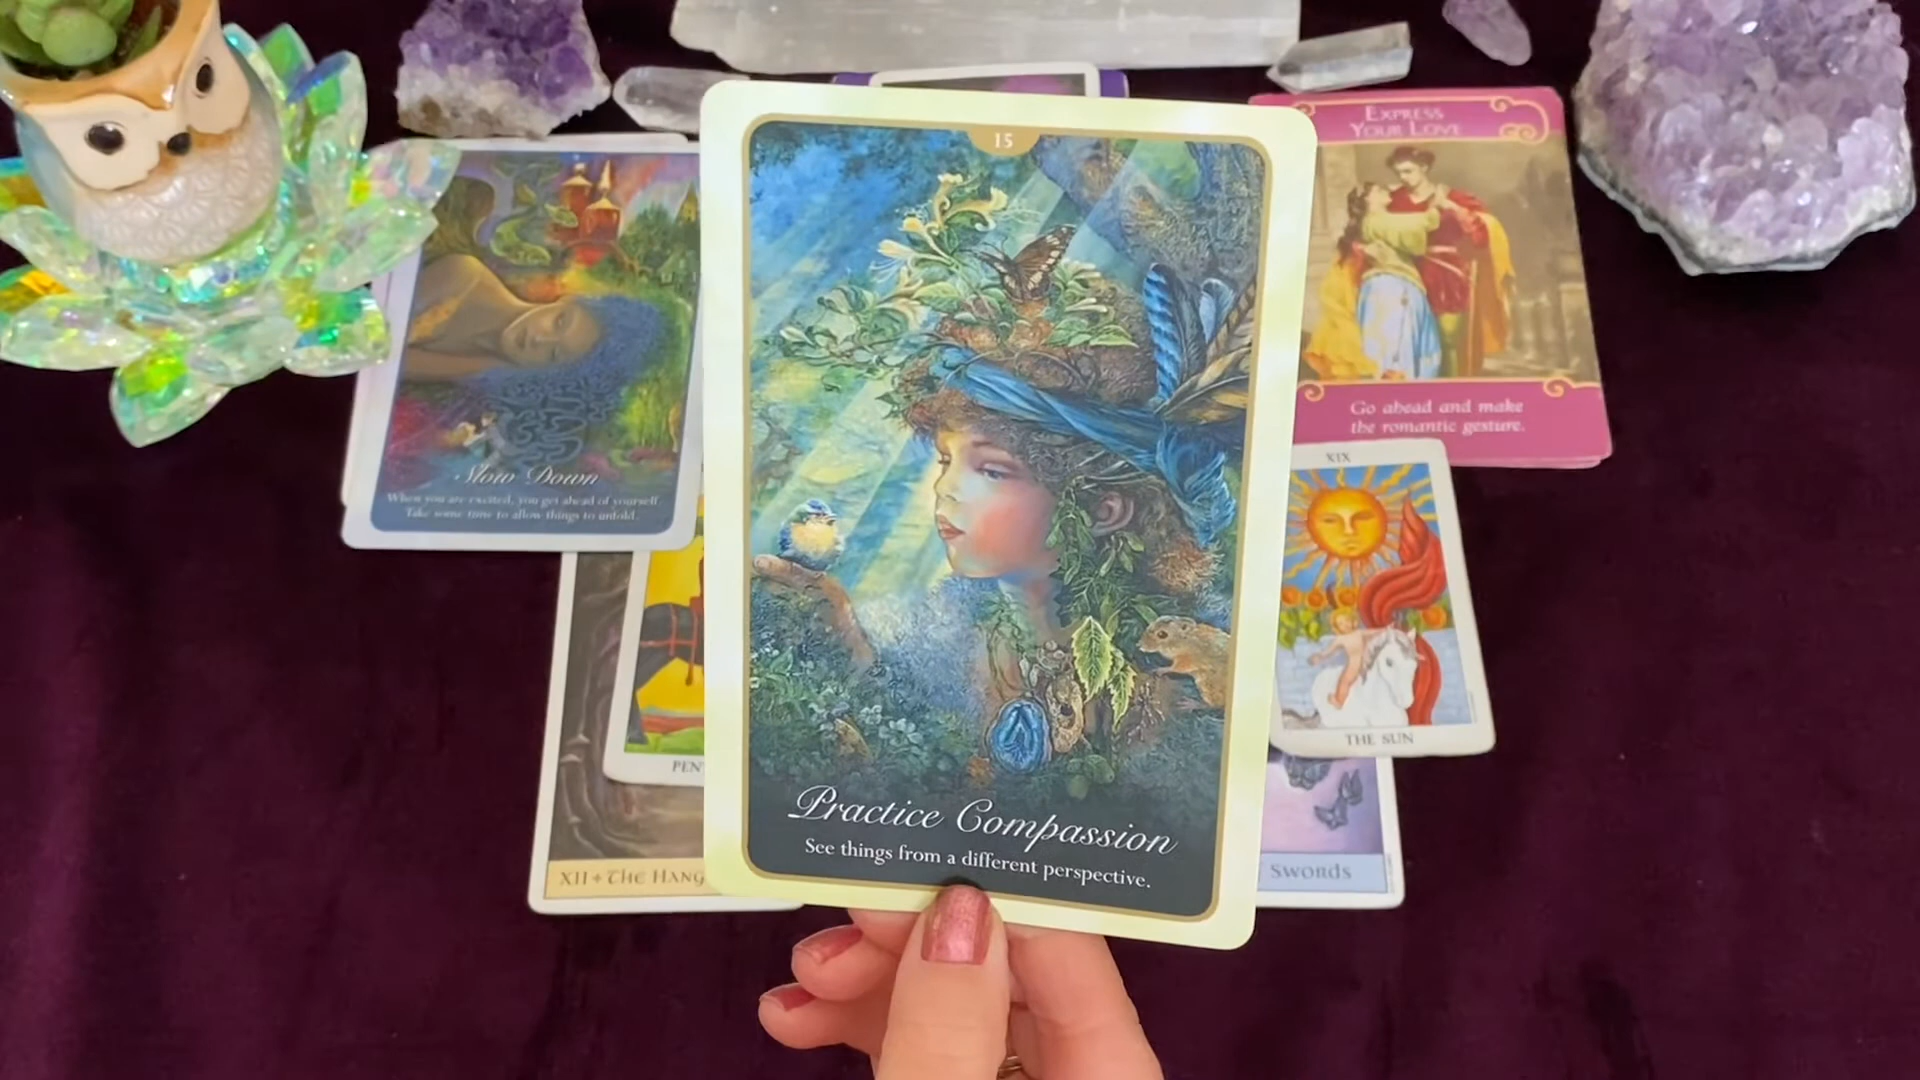 15
Practice Compassion
See things from a different perspective.
Slow Down
When you are excited, you get ahead of yourself.
Take some time to allow things to unfold.
EXPRESS
YOUR LOVE
Go ahead and make
the romantic gesture.
XIX
THE SUN
PEN
XII THE HANG
SWORDS